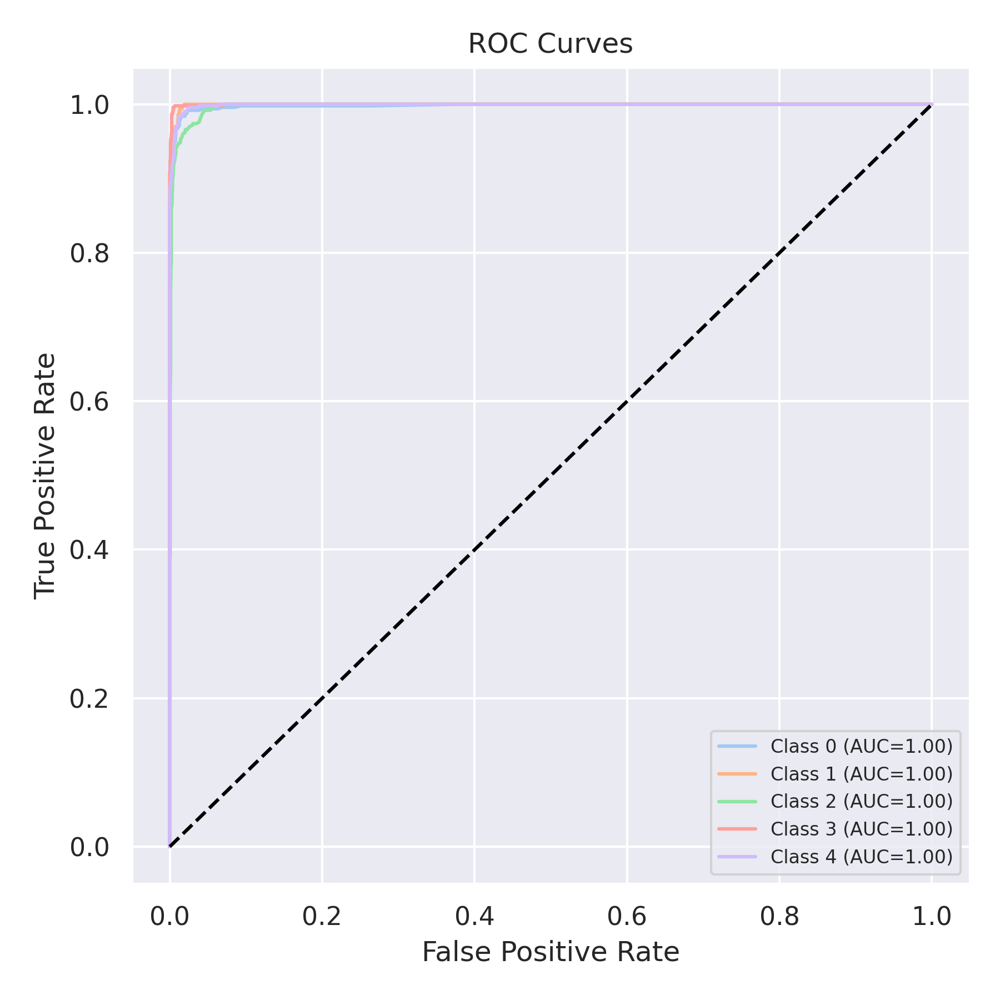 ROC Curves
True Positive Rate
1.0
0.8
0.6
0.4
0.2
0.0
Class 0 (AUC=1.00)
Class 1 (AUC=1.00)
Class 2 (AUC=1.00)
Class 3 (AUC=1.00)
Class 4 (AUC=1.00)
0.0 0.2 0.4 0.6 0.8 1.0
False Positive Rate